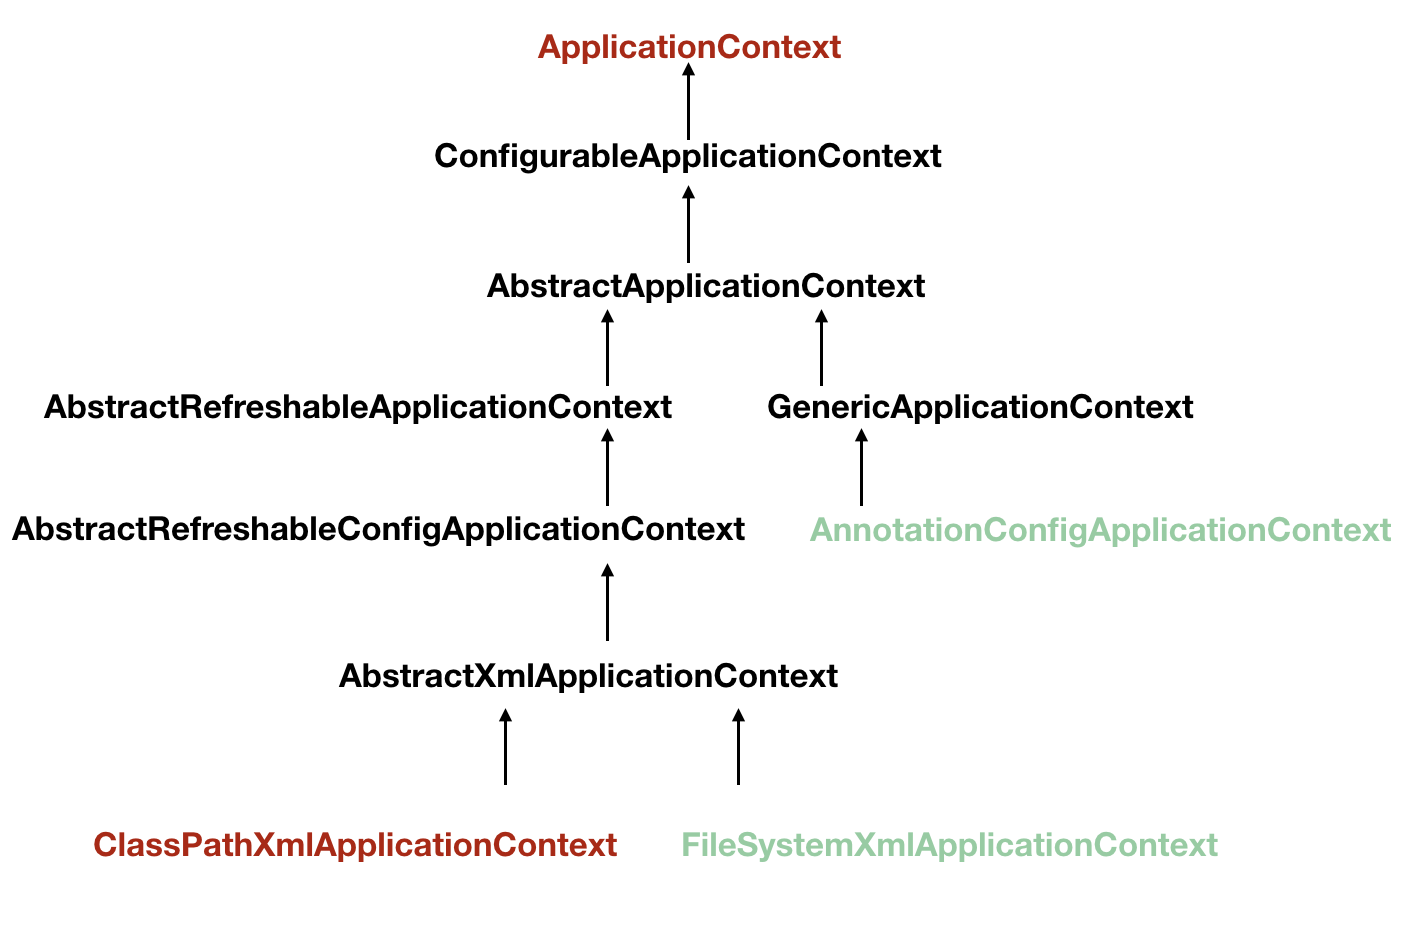 ApplicationContext
ConfigurableApplicationContext
AbstractApplicationContext
AbstractRefreshableApplicationContext GenericApplicationContext
AbstractRefreshableConfigApplicationContext AnnotationConfigApplicationContext
AbstractXmlApplicationContext
ClassPathXmlApplicationContext FileSystemXmlApplicationContext